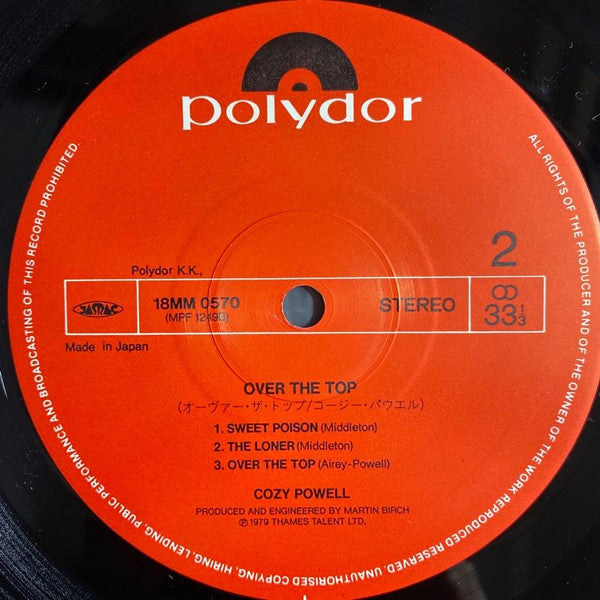 polydor
2
Polydor K.K.,
JASRAC
18MM 0570
(MPF 1249)
STEREO
33⅓
Made in Japan
OVER THE TOP
(オーヴァー・ザ・トップ/コージー・パウエル)
1. SWEET POISON (Middleton)
2. THE LONER (Middleton)
3. OVER THE TOP (Airey-Powell)
COZY POWELL
PRODUCED AND ENGINEERED BY MARTIN BIRCH
℗ 1979 THAMES TALENT LTD.
ALL RIGHTS OF THE PRODUCER AND OF THE OWNER OF THE WORK REPRODUCED RESERVED. UNAUTHORISED COPYING, HIRING, LENDING, PUBLIC PERFORMANCE AND BROADCASTING OF THIS RECORD PROHIBITED.